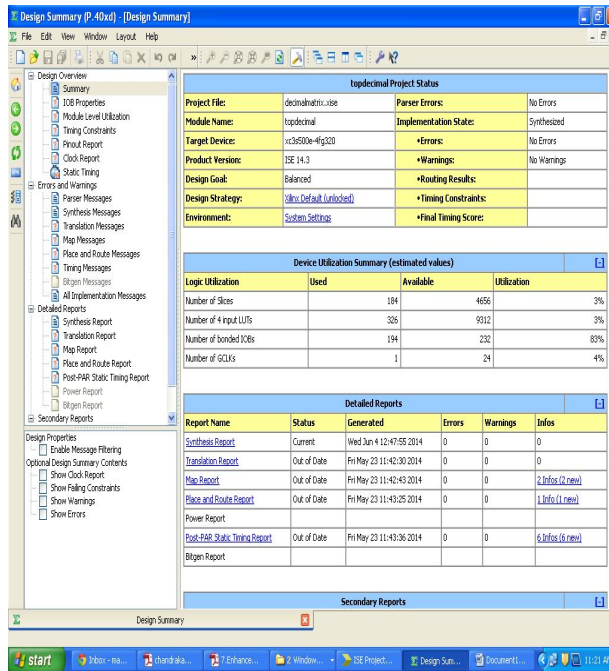 Design Summary (P.40xd) - [Design Summary]
File Edit View Window Layout Help
Design Overview
Summary
IOB Properties
Module Level Utilization
Timing Constraints
Pinout Report
Clock Report
Static Timing
Errors and Warnings
Parser Messages
Synthesis Messages
Translation Messages
Map Messages
Place and Route Messages
Timing Messages
Bitgen Messages
All Implementation Messages
Detailed Reports
Synthesis Report
Translation Report
Map Report
Place and Route Report
Post-PAR Static Timing Report
Power Report
Bitgen Report
Secondary Reports
Design Properties
Enable Message Filtering
Optional Design Summary Contents
Show Clock Report
Show Failing Constraints
Show Warnings
Show Errors
topdecimal Project Status
Project File: decimalmatrix.xise Parser Errors: No Errors
Module Name: topdecimal Implementation State: Synthesized
Target Device: xc3s500e-4fg320 •Errors: No Errors
Product Version: ISE 14.3 •Warnings: No Warnings
Design Goal: Balanced •Routing Results:
Design Strategy: Xilinx Default (unlocked) •Timing Constraints:
Environment: System Settings •Final Timing Score:
Device Utilization Summary (estimated values) [-]
Logic Utilization Used Available Utilization
Number of Slices 184 4656 3%
Number of 4 input LUTs 326 9312 3%
Number of bonded IOBs 194 232 83%
Number of GCLKs 1 24 4%
Detailed Reports [-]
Report Name Status Generated Errors Warnings Infos
Synthesis Report Current Wed Jun 4 12:47:55 2014 0 0 0
Translation Report Out of Date Fri May 23 11:42:30 2014 0 0 0
Map Report Out of Date Fri May 23 11:42:43 2014 0 0 2 Infos (2 new)
Place and Route Report Out of Date Fri May 23 11:43:25 2014 0 0 1 Info (1 new)
Power Report
Post-PAR Static Timing Report Out of Date Fri May 23 11:43:36 2014 0 0 6 Infos (6 new)
Bitgen Report
Secondary Reports [-]
Design Summary
start Inbox - ma... chandraka... 7.Enhance... 2 Window... ISE Project... Design Sum... Document1... 11:21 AM